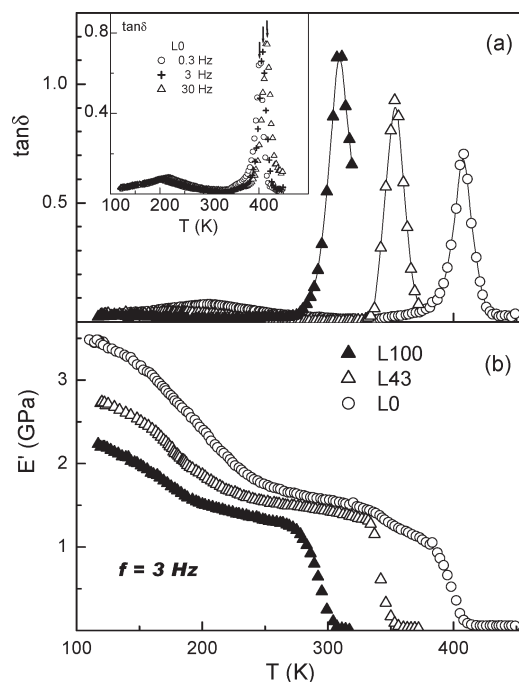 0.8
tanδ
L0
0.3 Hz
3 Hz
30 Hz
0.4
200
300
400
T (K)
(a)
1.0
0.5
tanδ
(b)
L100
L43
L0
3
2
1
E' (GPa)
f = 3 Hz
100
200
300
400
T (K)